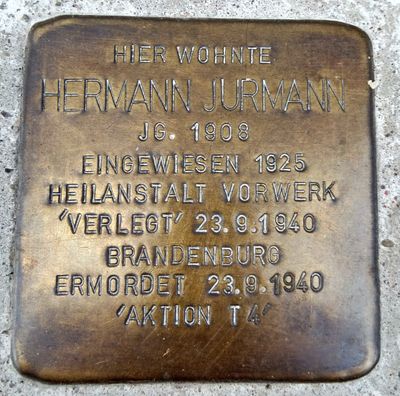 HIER WOHNTE
HERMANN JURMANN
JG. 1908
EINGEWIESEN 1925
HEILANSTALT VORWERK
'VERLEGT' 23.9.1940
BRANDENBURG
ERMORDET 23.9.1940
'AKTION T4'